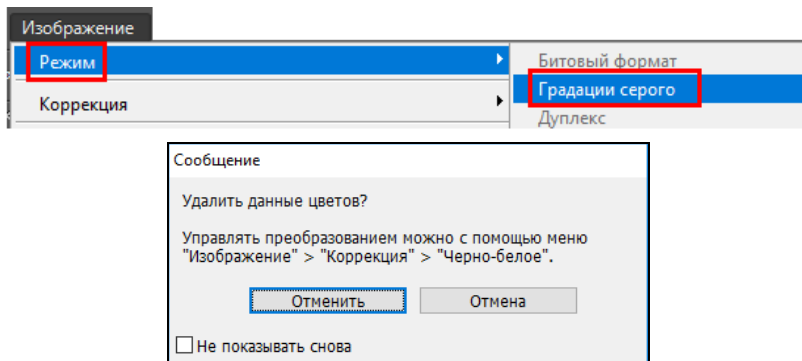 Изображение
Режим
Битовый формат
Градации серого
Коррекция
Дуплекс
Сообщение
Удалить данные цветов?
Управлять преобразованием можно с помощью меню
"Изображение" > "Коррекция" > "Черно-белое".
Отменить Отмена
Не показывать снова